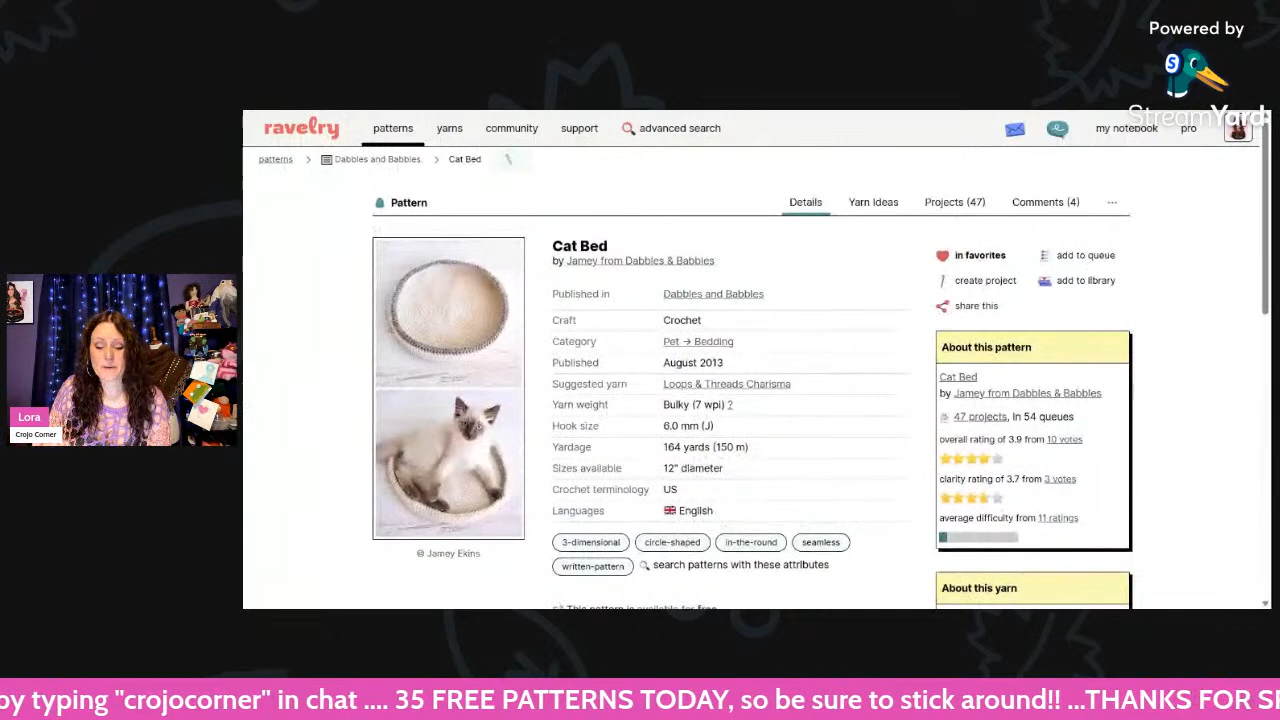 Powered by
S
StreamYard
ravelry
patterns
yarns
community
support
advanced search
my notebook
pro
patterns
Dabbles and Babbles
Cat Bed
Pattern
Details
Yarn Ideas
Projects (47)
Comments (4)
...
Cat Bed
by Jamey from Dabbles & Babbles
Published in Dabbles and Babbles
Craft Crochet
Category Pet → Bedding
Published August 2013
Suggested yarn Loops & Threads Charisma
Yarn weight Bulky (7 wpi) ?
Hook size 6.0 mm (J)
Yardage 164 yards (150 m)
Sizes available 12" diameter
Crochet terminology US
Languages English
3-dimensional
circle-shaped
in-the-round
seamless
written-pattern
search patterns with these attributes
This pattern is available for free
© Jamey Ekins
in favorites
add to queue
create project
add to library
share this
About this pattern
Cat Bed
by Jamey from Dabbles & Babbles
47 projects, in 54 queues
overall rating of 3.9 from 10 votes
clarity rating of 3.7 from 3 votes
average difficulty from 11 ratings
About this yarn
Lora
Crojo Corner
by typing "crojocorner" in chat .... 35 FREE PATTERNS TODAY, so be sure to stick around!! ...THANKS FOR